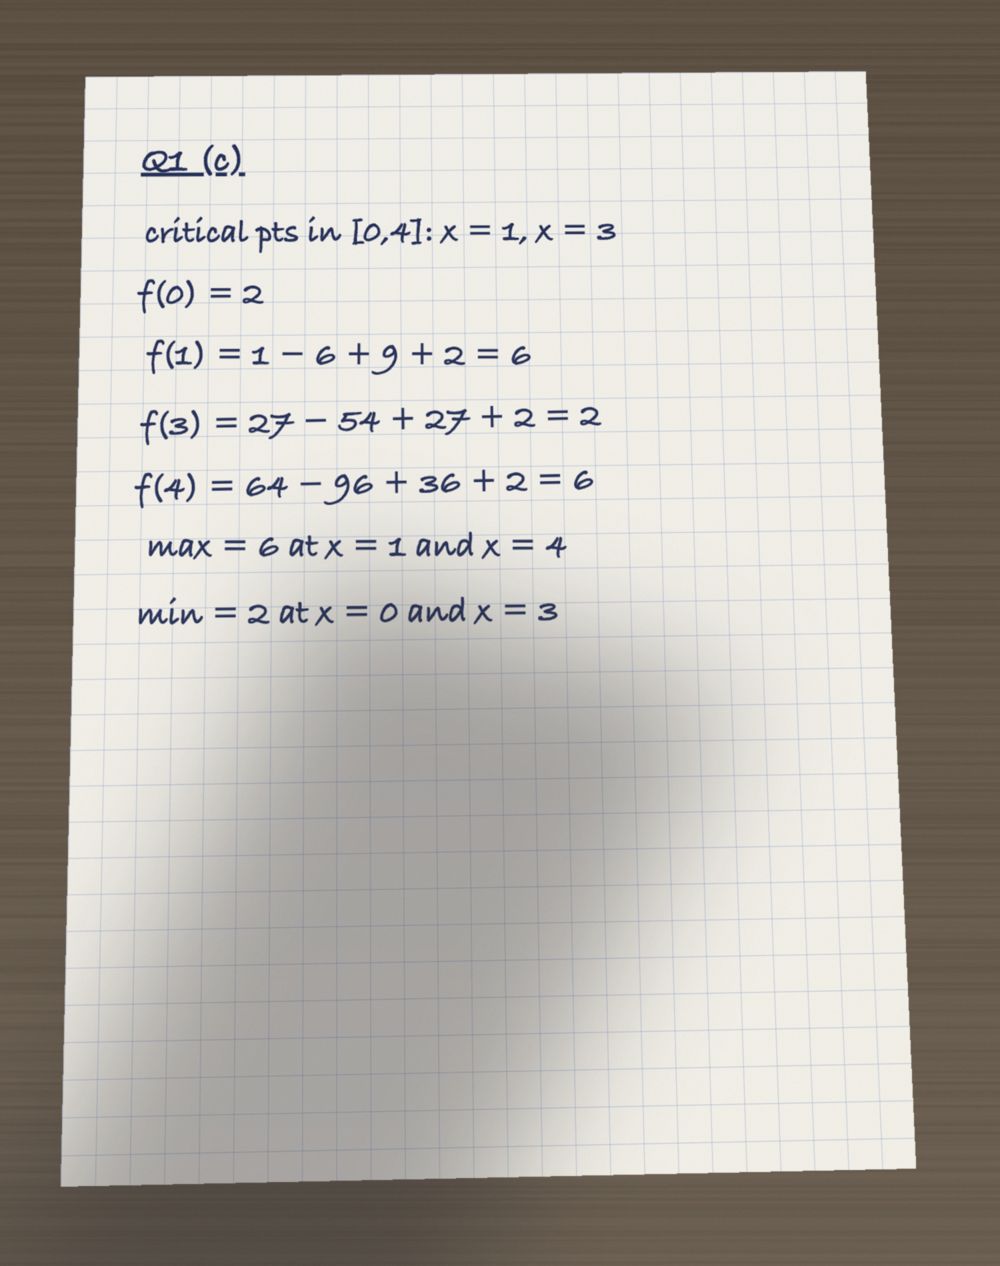 Q1 (c)
critical pts in [0,4]: x = 1, x = 3
f(0) = 2
f(1) = 1 − 6 + 9 + 2 = 6
f(3) = 27 − 54 + 27 + 2 = 2
f(4) = 64 − 96 + 36 + 2 = 6
max = 6 at x = 1 and x = 4
min = 2 at x = 0 and x = 3